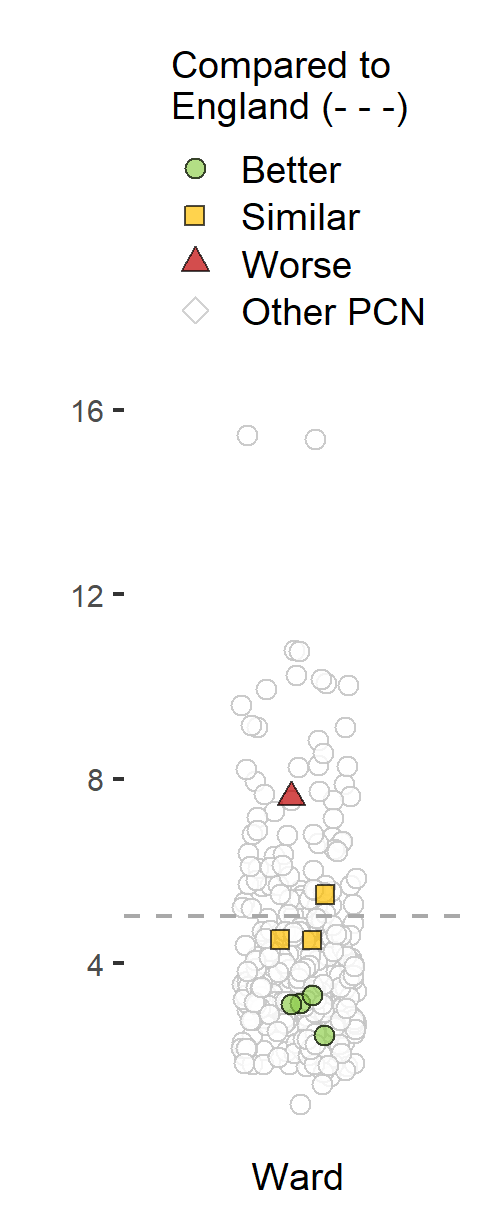 Compared to
England (- - -)
Better
Similar
Worse
Other PCN
16
12
8
4
Ward